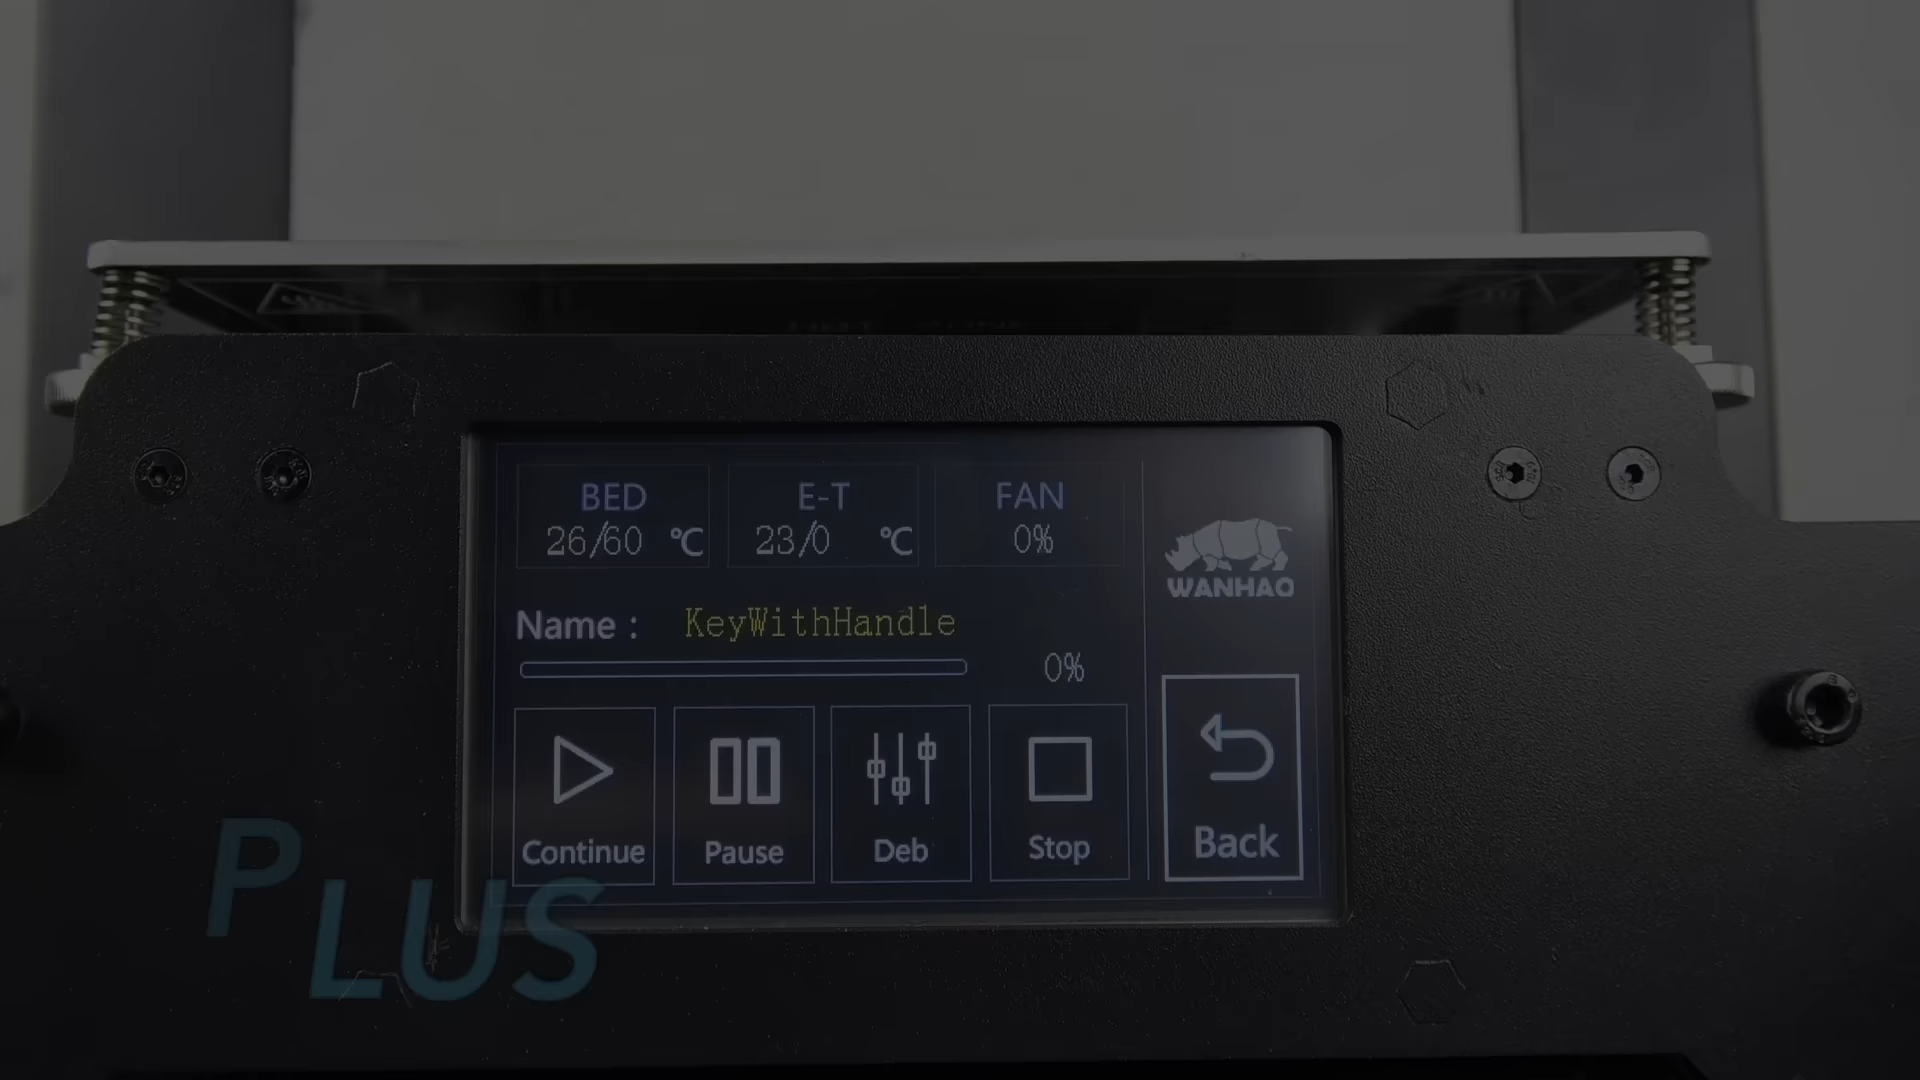 BED E-T FAN
26/60 ℃ 23/0 ℃ 0%
WANHAO
Name : KeyWithHandle
0%
Continue Pause Deb Stop Back
PLUS